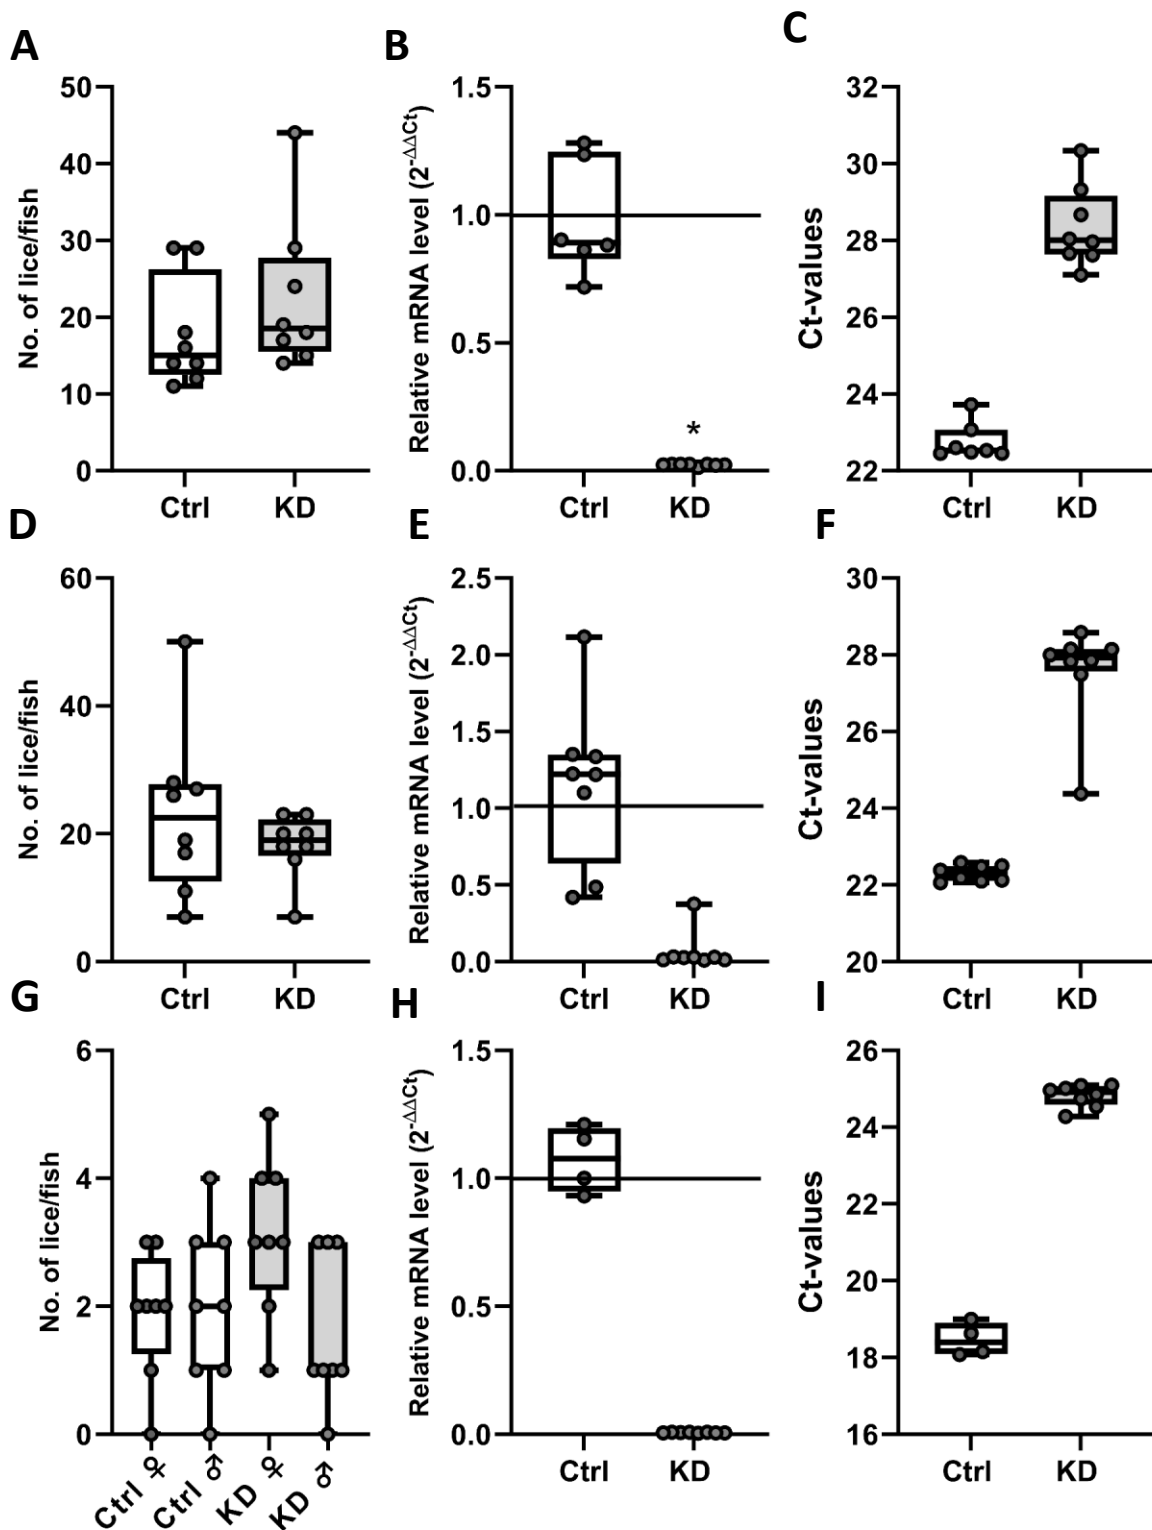 A
No. of lice/fish
50
40
30
20
10
0
Ctrl KD
B
Relative mRNA level (2^-ΔΔCt)
1.5
1.0
0.5
0.0
*
Ctrl KD
C
Ct-values
32
30
28
26
24
22
Ctrl KD
D
No. of lice/fish
60
40
20
0
Ctrl KD
E
Relative mRNA level (2^-ΔΔCt)
2.5
2.0
1.5
1.0
0.5
0.0
Ctrl KD
F
Ct-values
30
28
26
24
22
20
Ctrl KD
G
No. of lice/fish
6
4
2
0
Ctrl ♀
Ctrl ♂
KD ♀
KD ♂
H
Relative mRNA level (2^-ΔΔCt)
1.5
1.0
0.5
0.0
Ctrl KD
I
Ct-values
26
24
22
20
18
16
Ctrl KD